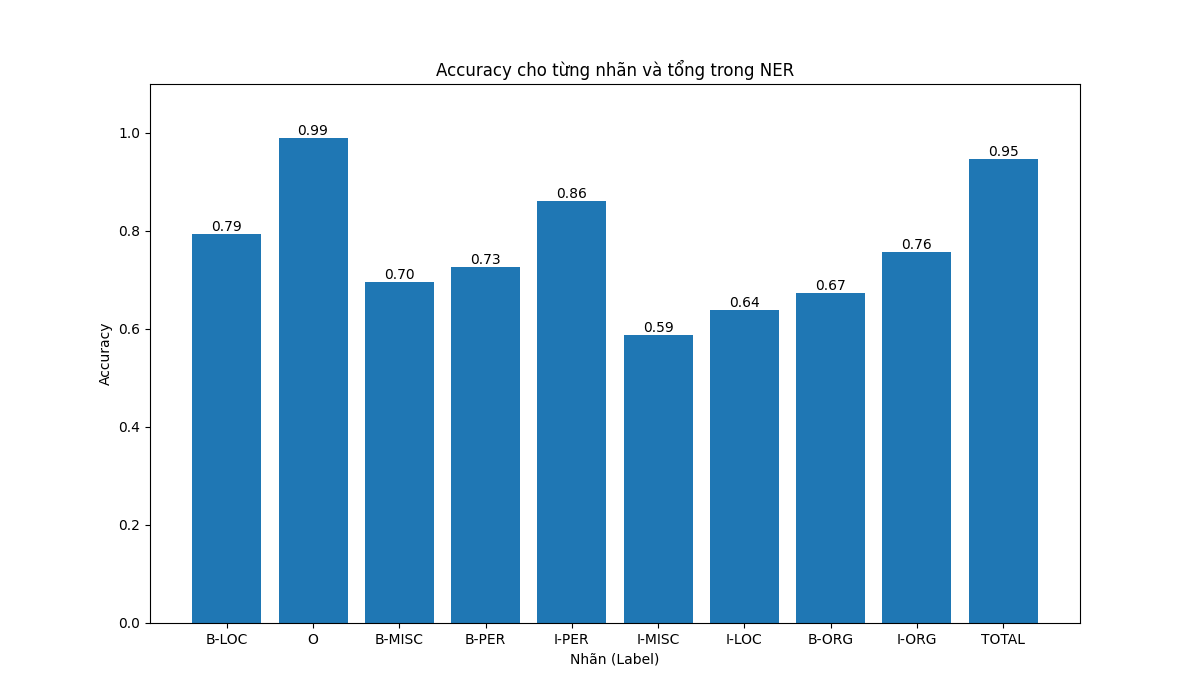 Accuracy cho từng nhãn và tổng trong NER
Accuracy
1.0
0.8
0.6
0.4
0.2
0.0
0.79
0.99
0.70
0.73
0.86
0.59
0.64
0.67
0.76
0.95
B-LOC
O
B-MISC
B-PER
I-PER
I-MISC
I-LOC
B-ORG
I-ORG
TOTAL
Nhãn (Label)